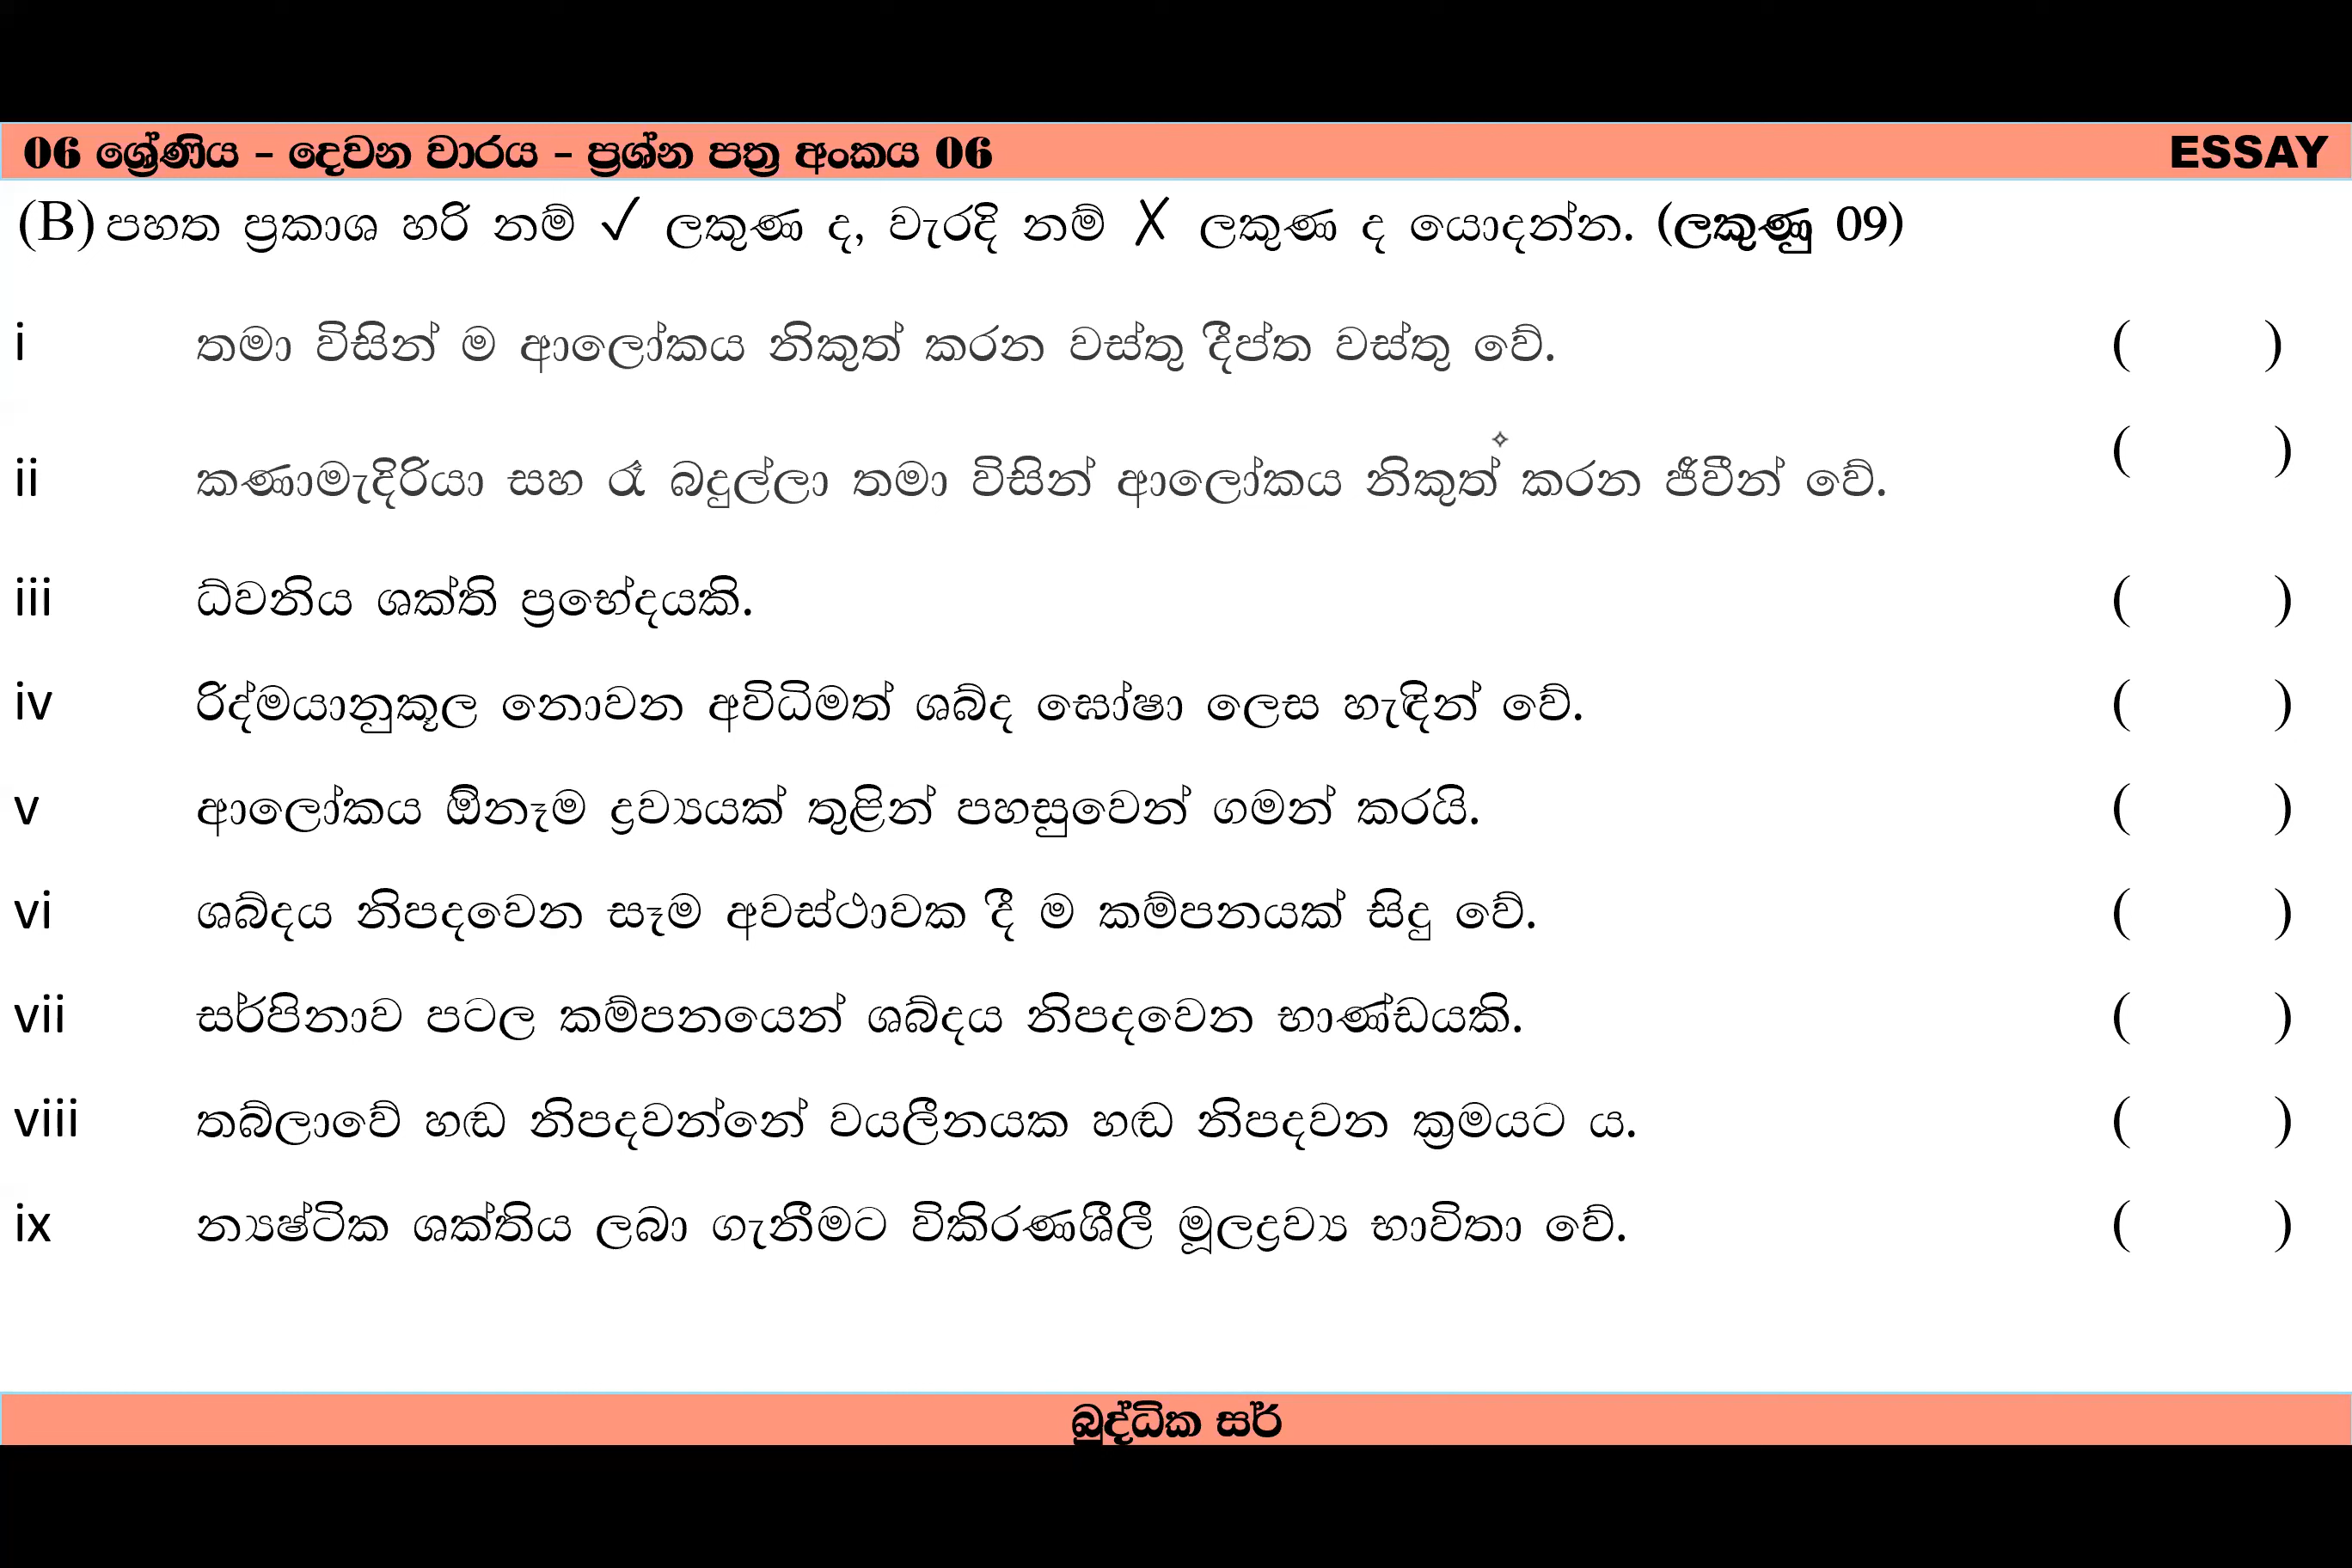 06 ශ්‍රේණිය - දෙවන වාරය - ප්‍රශ්න පත්‍ර අංකය 06 ESSAY
(B) පහත ප්‍රකාශ හරි නම් ✓ ලකුණ ද, වැරදි නම් ✗ ලකුණ ද යොදන්න. (ලකුණු 09)
i තමා විසින් ම ආලෝකය නිකුත් කරන වස්තු දීප්ත වස්තු වේ. ( )
ii කණාමැදිරියා සහ රෑ බදුල්ලා තමා විසින් ආලෝකය නිකුත් කරන ජීවීන් වේ. ( )
iii ධ්වනිය ශක්ති ප්‍රභේදයකි. ( )
iv රිද්මයානුකූල නොවන අවිධිමත් ශබ්ද ඝෝෂා ලෙස හැඳින් වේ. ( )
v ආලෝකය ඕනෑම ද්‍රව්‍යයක් තුළින් පහසුවෙන් ගමන් කරයි. ( )
vi ශබ්දය නිපදවෙන සෑම අවස්ථාවක දී ම කම්පනයක් සිදු වේ. ( )
vii සර්පිනාව පටල කම්පනයෙන් ශබ්දය නිපදවෙන භාණ්ඩයකි. ( )
viii තබ්ලාවේ හඬ නිපදවන්නේ වයලීනයක හඬ නිපදවන ක්‍රමයට ය. ( )
ix න්‍යෂ්ටික ශක්තිය ලබා ගැනීමට විකිරණශීලී මූලද්‍රව්‍ය භාවිතා වේ. ( )
බුද්ධික සර්